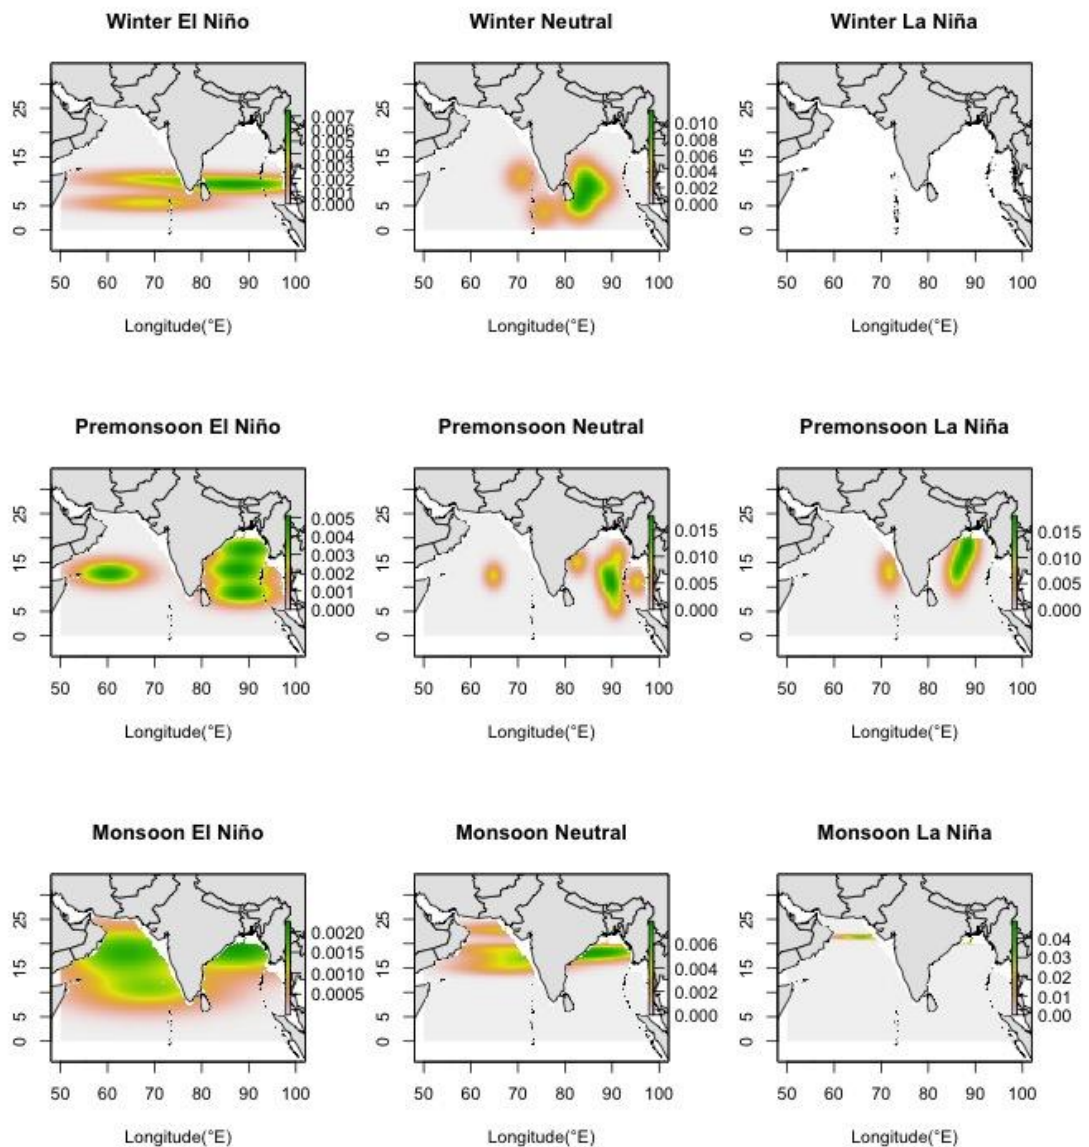 Winter El Niño
Winter Neutral
Winter La Niña
0 5 15 25
0.007
0.006
0.005
0.004
0.003
0.002
0.001
0.000
50 60 70 80 90 100
Longitude(°E)
0 5 15 25
0.010
0.008
0.006
0.004
0.002
0.000
50 60 70 80 90 100
Longitude(°E)
0 5 15 25
50 60 70 80 90 100
Longitude(°E)
Premonsoon El Niño
Premonsoon Neutral
Premonsoon La Niña
0 5 15 25
0.005
0.004
0.003
0.002
0.001
0.000
50 60 70 80 90 100
Longitude(°E)
0 5 15 25
0.015
0.010
0.005
0.000
50 60 70 80 90 100
Longitude(°E)
0 5 15 25
0.015
0.010
0.005
0.000
50 60 70 80 90 100
Longitude(°E)
Monsoon El Niño
Monsoon Neutral
Monsoon La Niña
0 5 15 25
0.0020
0.0015
0.0010
0.0005
50 60 70 80 90 100
Longitude(°E)
0 5 15 25
0.006
0.004
0.002
0.000
50 60 70 80 90 100
Longitude(°E)
0 5 15 25
0.04
0.03
0.02
0.01
0.00
50 60 70 80 90 100
Longitude(°E)